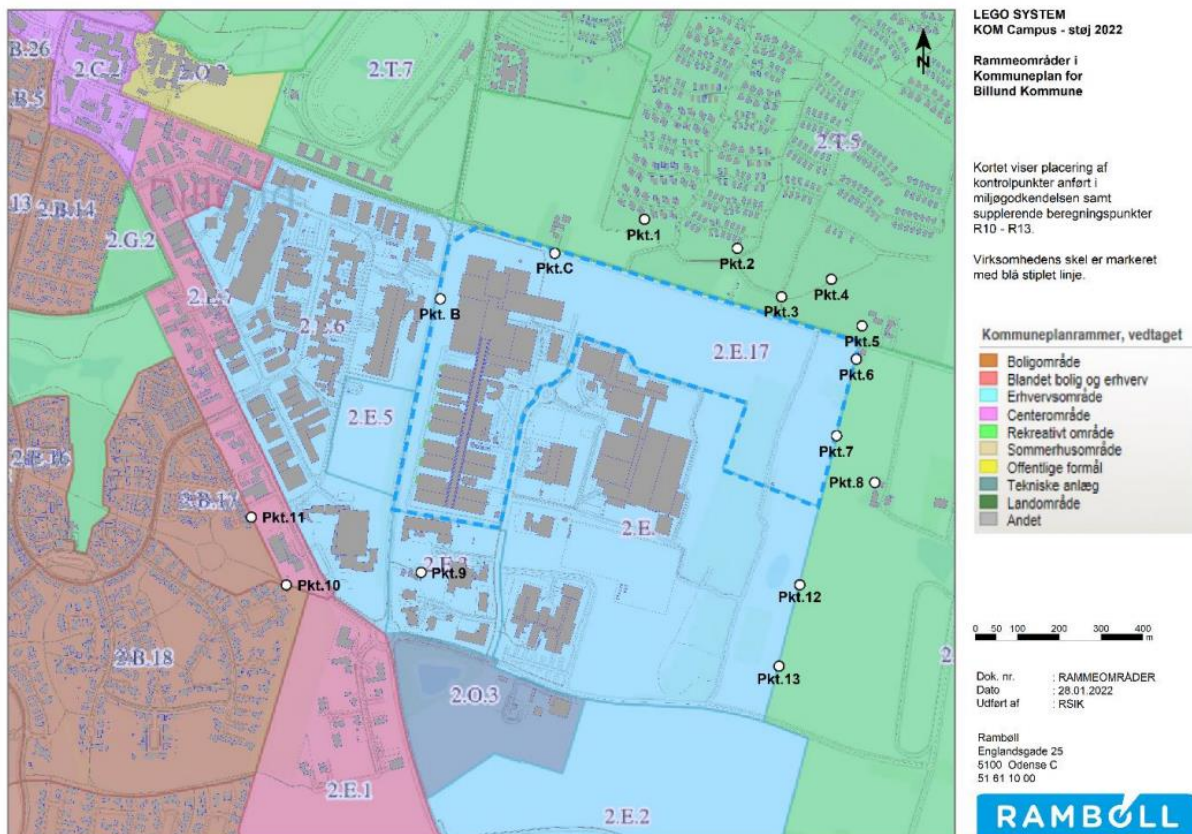 B.26
2.C.2
2.B.5
2.T.7
2.T.5
13
2.B.14
2.G.2
Pkt.1
Pkt.C
Pkt.2
Pkt.4
Pkt.3
Pkt. B
Pkt.5
2.E.17
Pkt.6
2.E.5
Pkt.7
Pkt.8
Pkt.11
2.E.
Pkt.9
Pkt.10
Pkt.12
2.B.18
Pkt.13
2.O.3
2.E.1
2.E.2
N
LEGO SYSTEM
KOM Campus - støj 2022
Rammeområder i
Kommuneplan for
Billund Kommune
Kortet viser placering af
kontrolpunkter anført i
miljøgodkendelsen samt
supplerende beregningspunkter
R10 - R13.
Virksomhedens skel er markeret
med blå stiplet linje.
Kommuneplanrammer, vedtaget
Boligområde
Blandet bolig og erhverv
Erhvervsområde
Centerområde
Rekreativt område
Sommerhusområde
Offentlige formål
Tekniske anlæg
Landområde
Andet
0 50 100 200 300 400
m
Dok. nr. : RAMMEOMRÅDER
Dato : 28.01.2022
Udført af : RSIK
Rambøll
Englandsgade 25
5100 Odense C
51 61 10 00
RAMBOLL